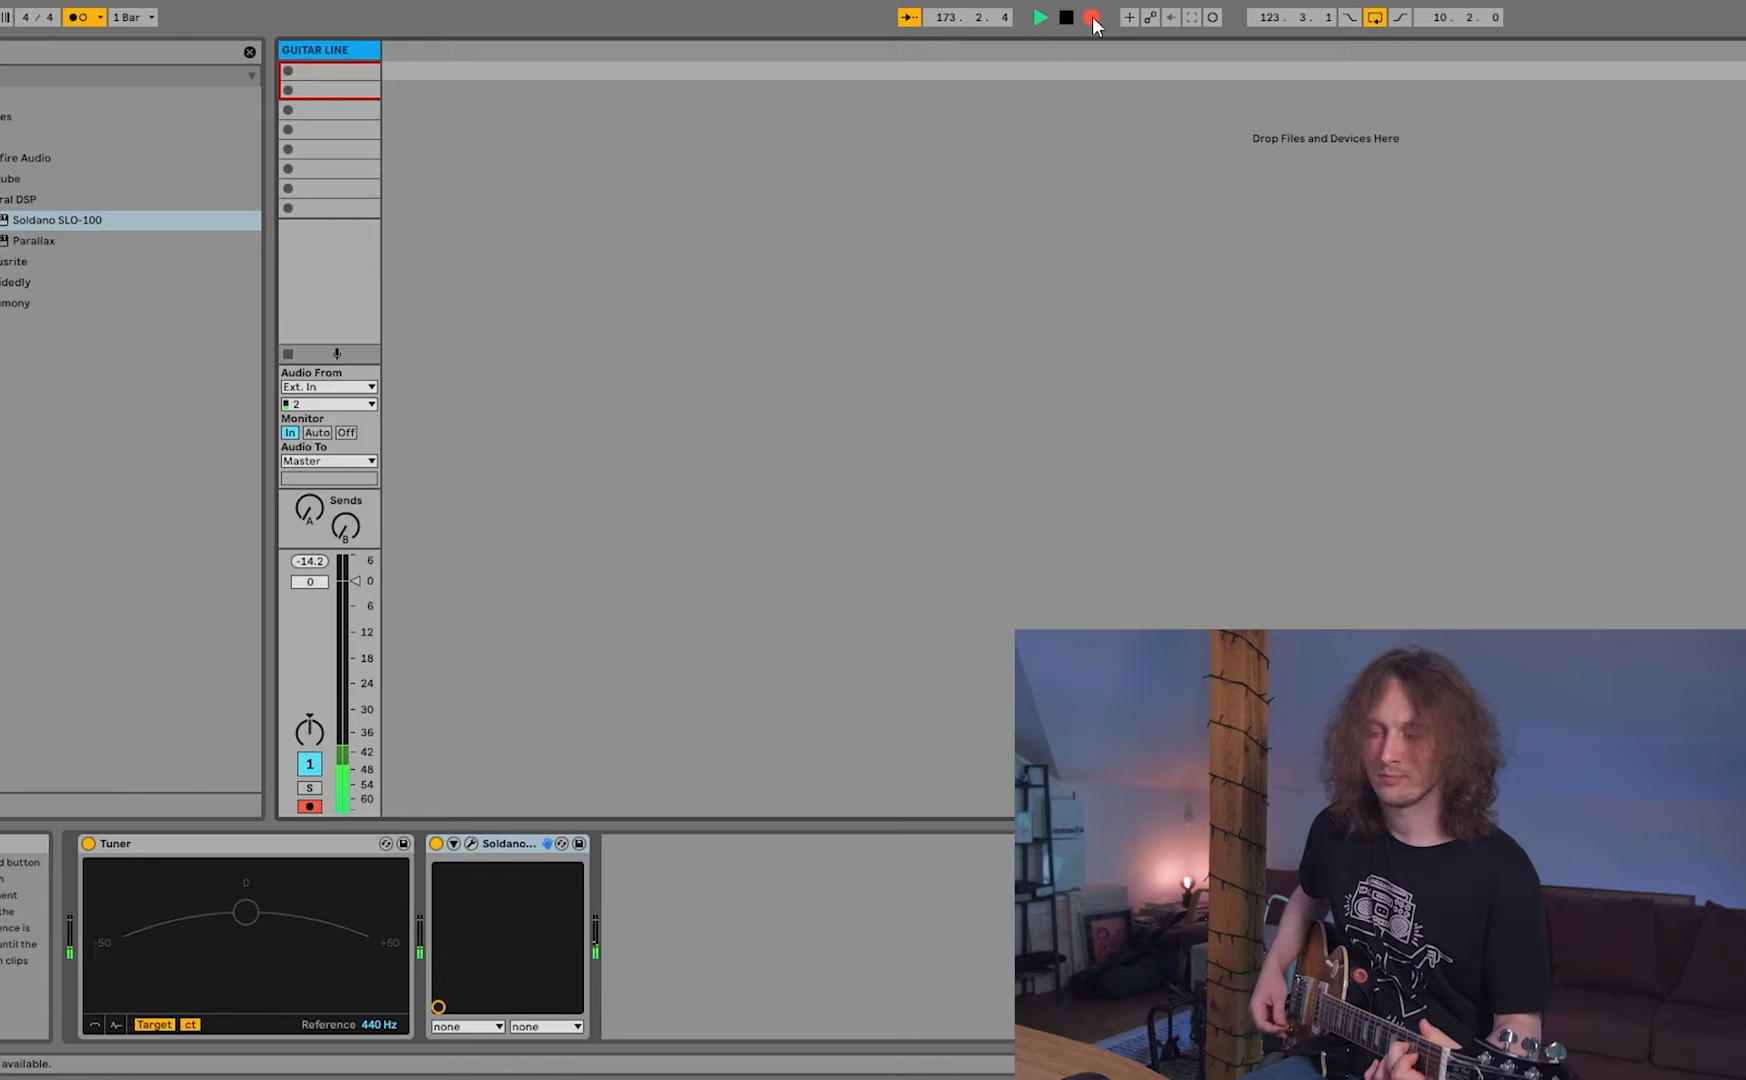 4 / 4
1 Bar
173. 2. 4
123. 3. 1
10. 2. 0
GUITAR LINE
Drop Files and Devices Here
es
fire Audio
ube
ral DSP
Soldano SLO-100
Parallax
usrite
idedly
mony
Audio From
Ext. In
2
Monitor
In Auto Off
Audio To
Master
Sends
A
B
-14.2
0
6
0
6
12
18
24
30
36
42
48
54
60
1
S
Tuner
0
-50
+50
Target
ct
Reference 440 Hz
Soldano...
none
none
d button
n
nent
the
ence is
until the
n clips
available.